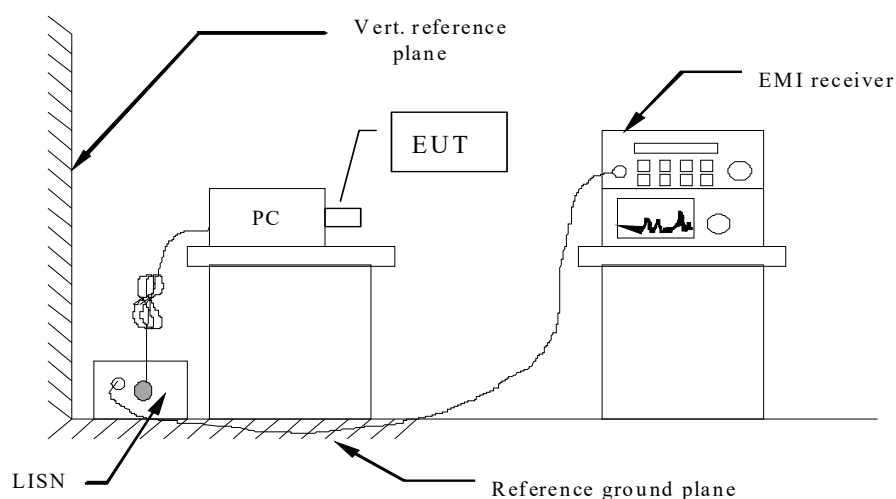 Vert. reference
plane
EMI receiver
EUT
PC
LISN
Reference ground plane